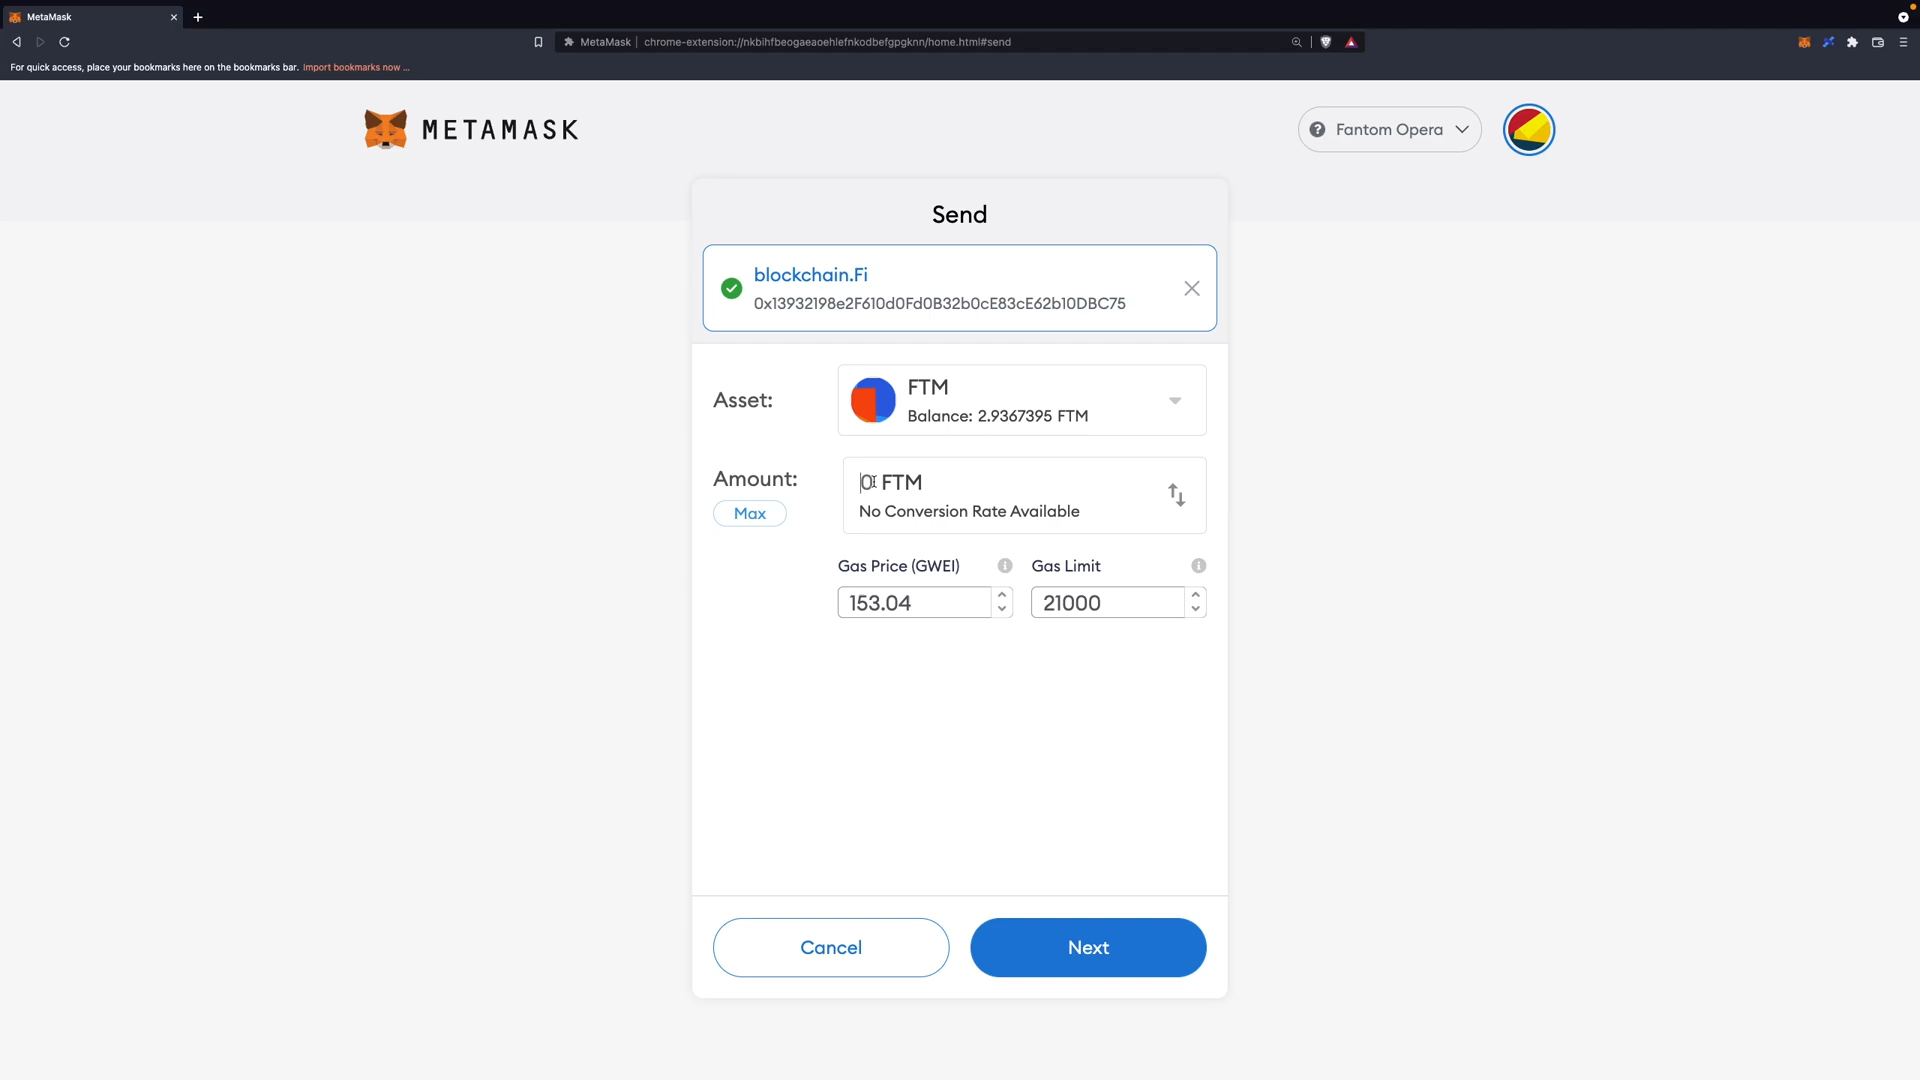 MetaMask
MetaMask
chrome-extension://nkbihfbeogaeaoehlefnkodbefgpgknn/home.html#send
For quick access, place your bookmarks here on the bookmarks bar. Import bookmarks now ...
METAMASK
Fantom Opera
Send
blockchain.Fi
0x13932198e2F610d0Fd0B32b0cE83cE62b10DBC75
Asset:
FTM
Balance: 2.9367395 FTM
Amount:
Max
0 FTM
No Conversion Rate Available
Gas Price (GWEI)
Gas Limit
153.04
21000
Cancel
Next